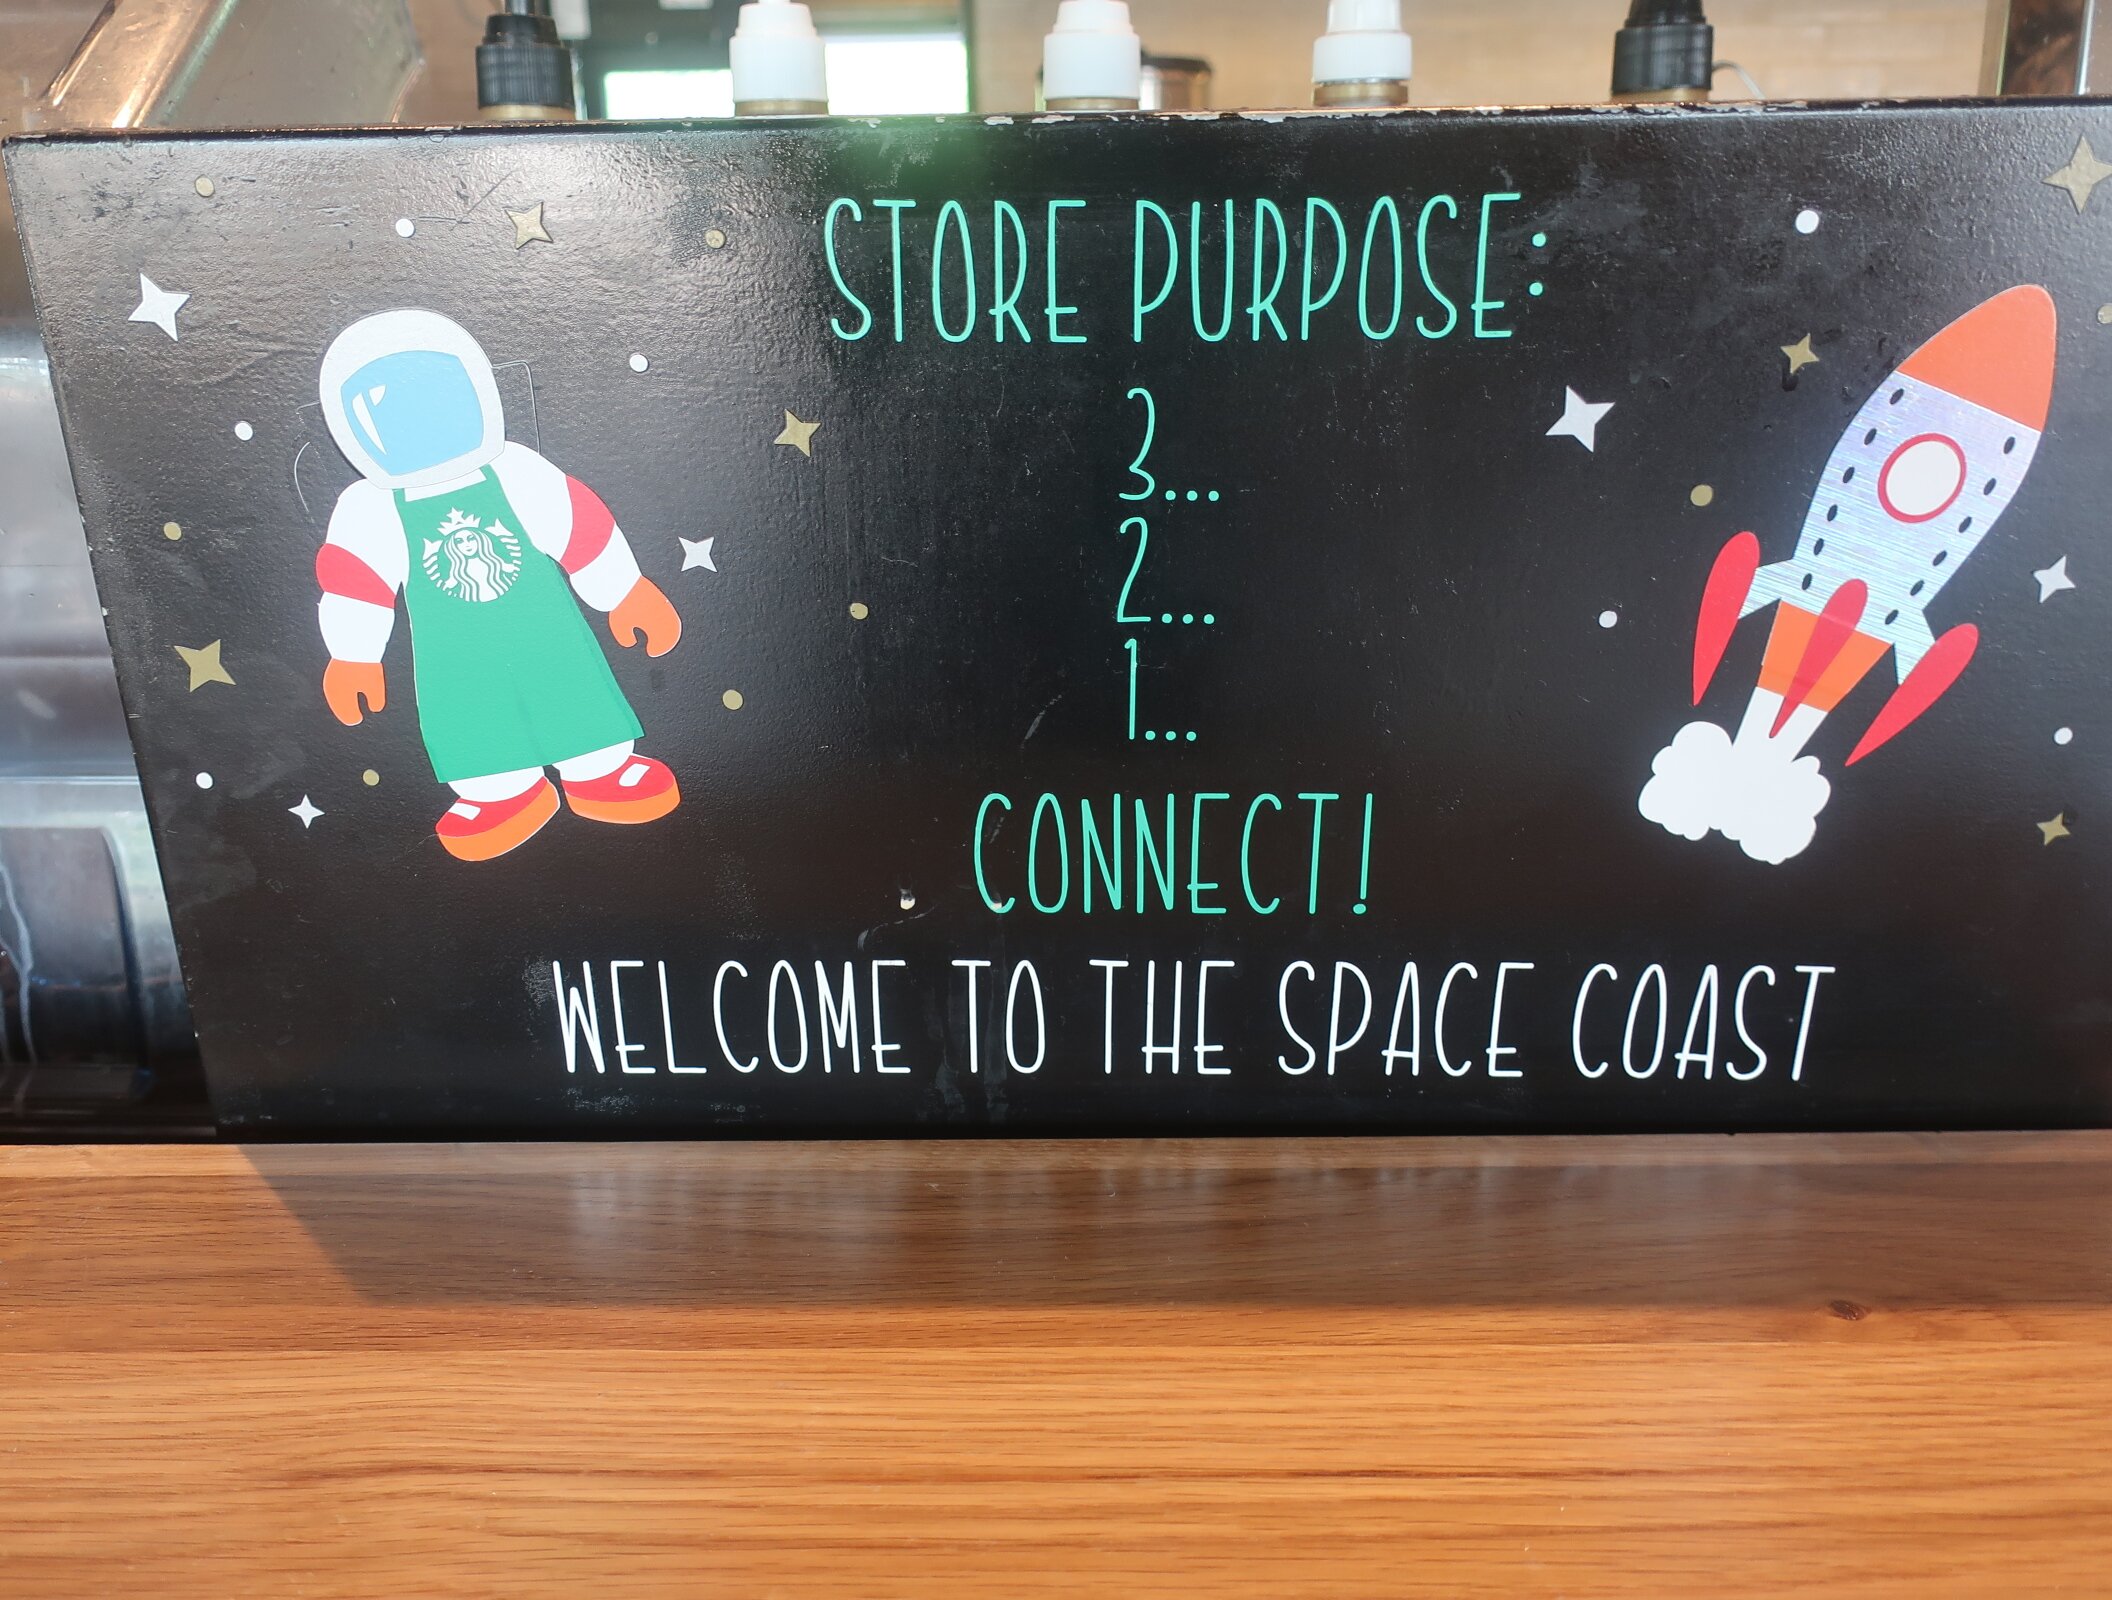 STORE PURPOSE:
3...
2...
1...
CONNECT!
WELCOME TO THE SPACE COAST